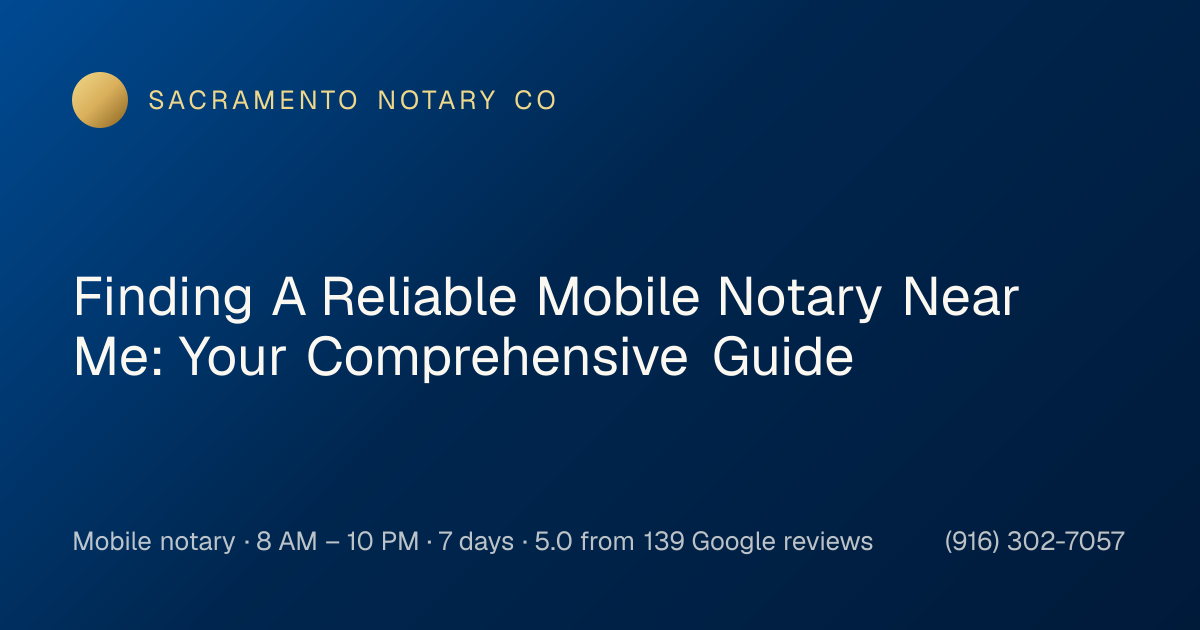 SACRAMENTO NOTARY CO
Finding A Reliable Mobile Notary Near
Me: Your Comprehensive Guide
Mobile notary · 8 AM – 10 PM · 7 days · 5.0 from 139 Google reviews
(916) 302-7057